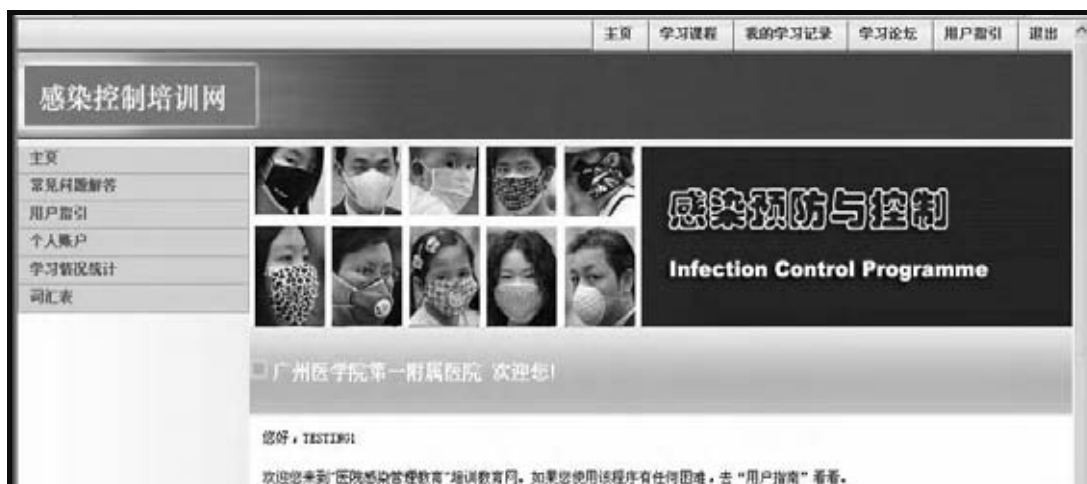 主页 学习课程 我的学习记录 学习论坛 用户指引 退出
感染控制培训网
主页
常见问题解答
用户指引
个人账户
学习情况统计
词汇表
感染预防与控制
Infection Control Programme
广州医学院第一附属医院 欢迎您!
您好，TESTING1
欢迎您来到"医院感染管理教育"培训教育网。如果您使用该程序有任何困难，去“用户指南”看看。